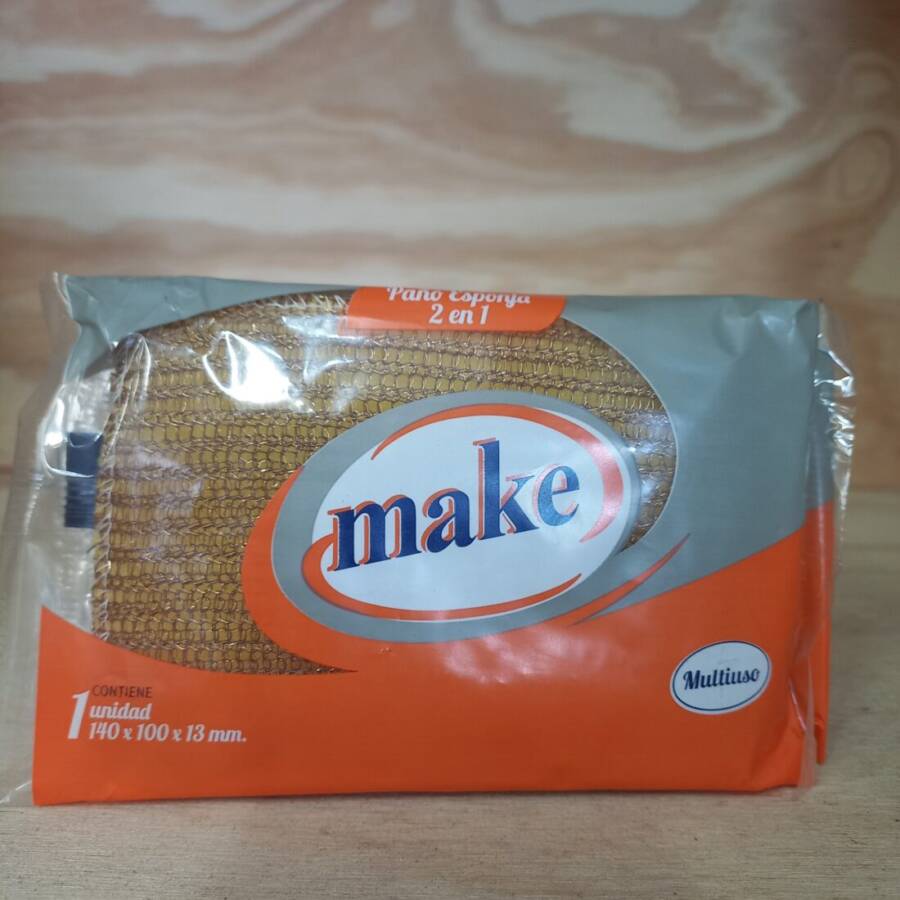 Paño Esponja
2 en 1
make
Multiuso
CONTIENE
1 unidad
140 x 100 x 13 mm.